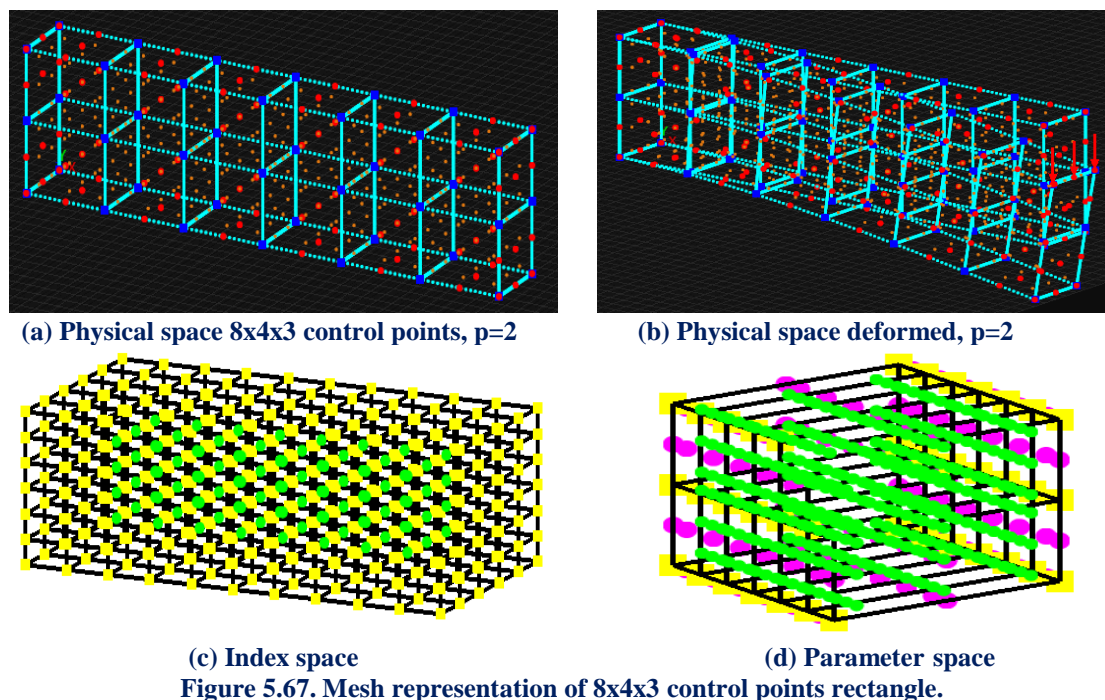 (a) Physical space 8x4x3 control points, p=2
(b) Physical space deformed, p=2
(c) Index space
(d) Parameter space
Figure 5.67. Mesh representation of 8x4x3 control points rectangle.